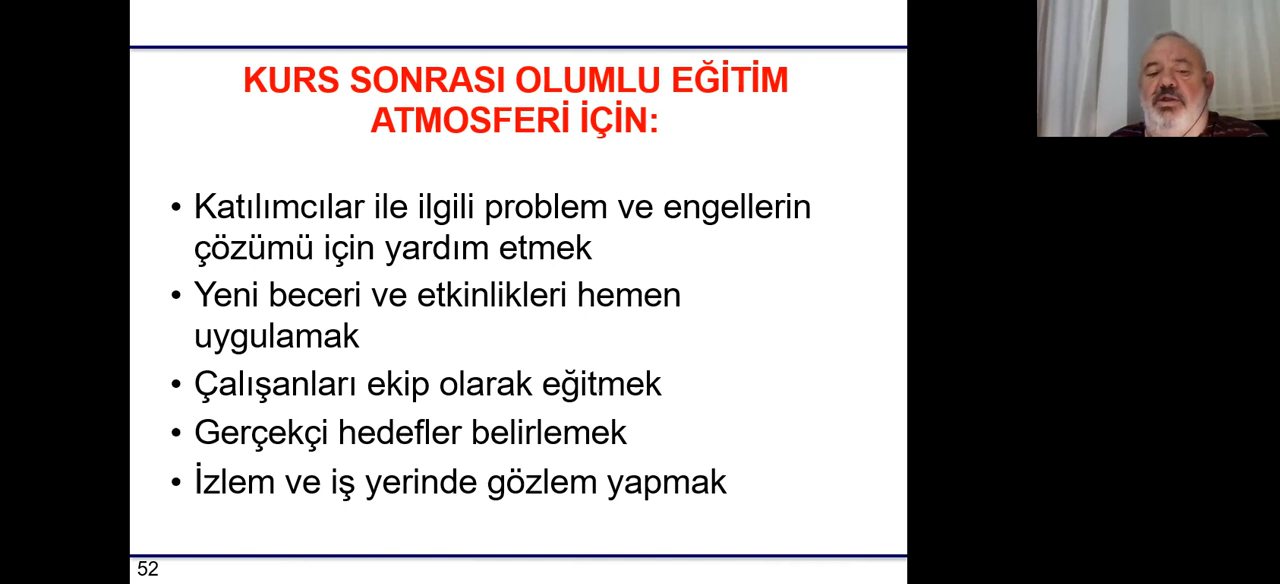 KURS SONRASI OLUMLU EĞİTİM
ATMOSFERİ İÇİN:
• Katılımcılar ile ilgili problem ve engellerin
çözümü için yardım etmek
• Yeni beceri ve etkinlikleri hemen
uygulamak
• Çalışanları ekip olarak eğitmek
• Gerçekçi hedefler belirlemek
• İzlem ve iş yerinde gözlem yapmak
52